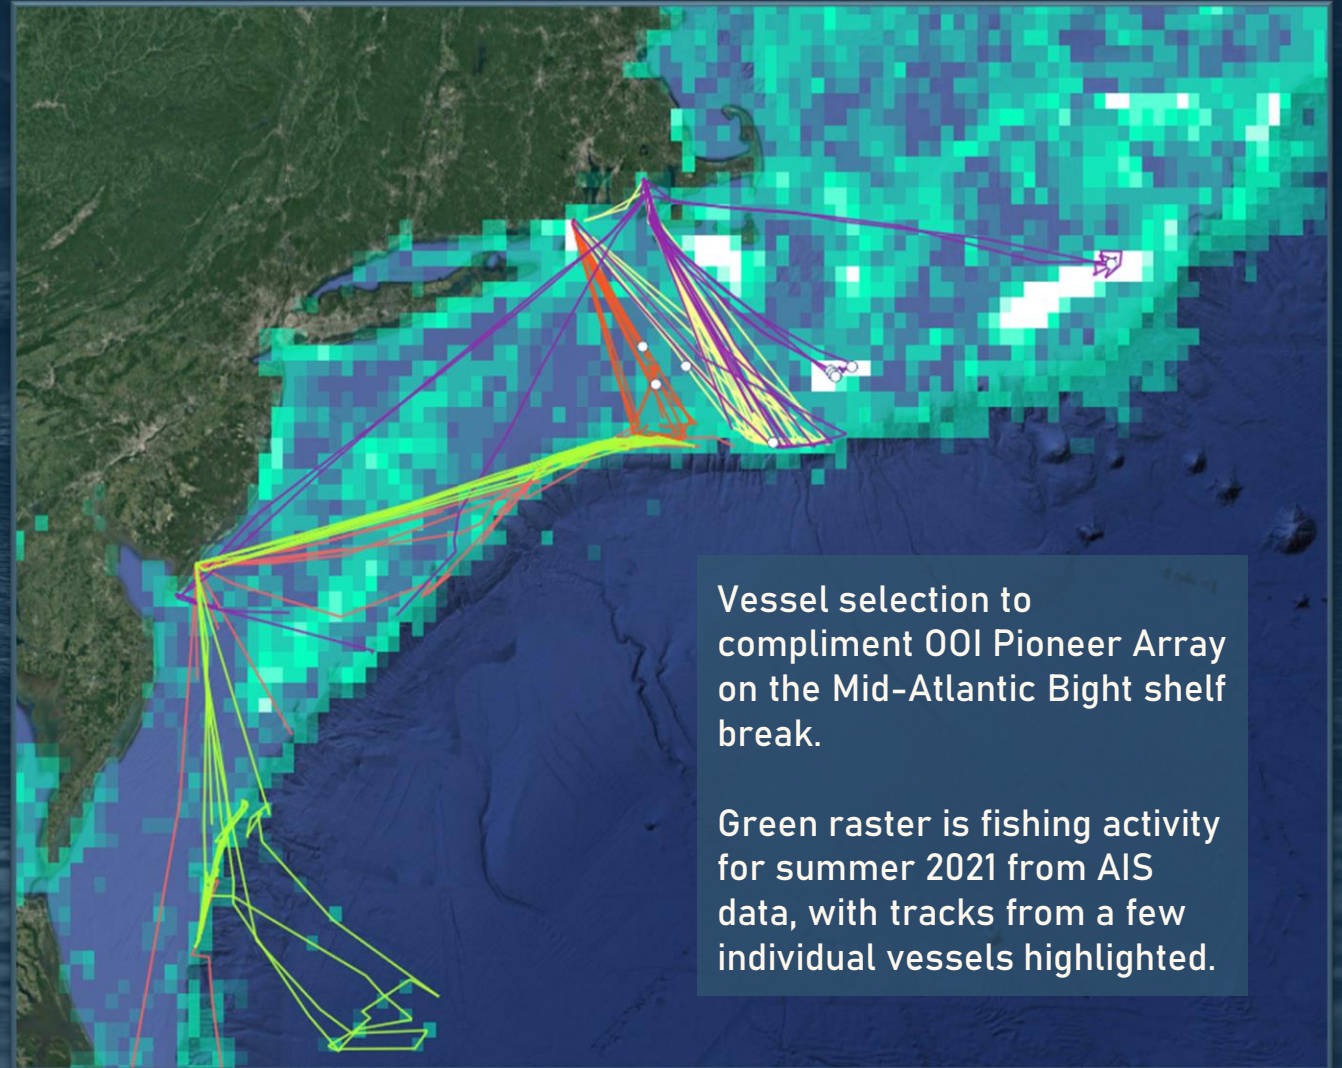 Vessel selection to
compliment OOI Pioneer Array
on the Mid-Atlantic Bight shelf
break.
Green raster is fishing activity
for summer 2021 from AIS
data, with tracks from a few
individual vessels highlighted.